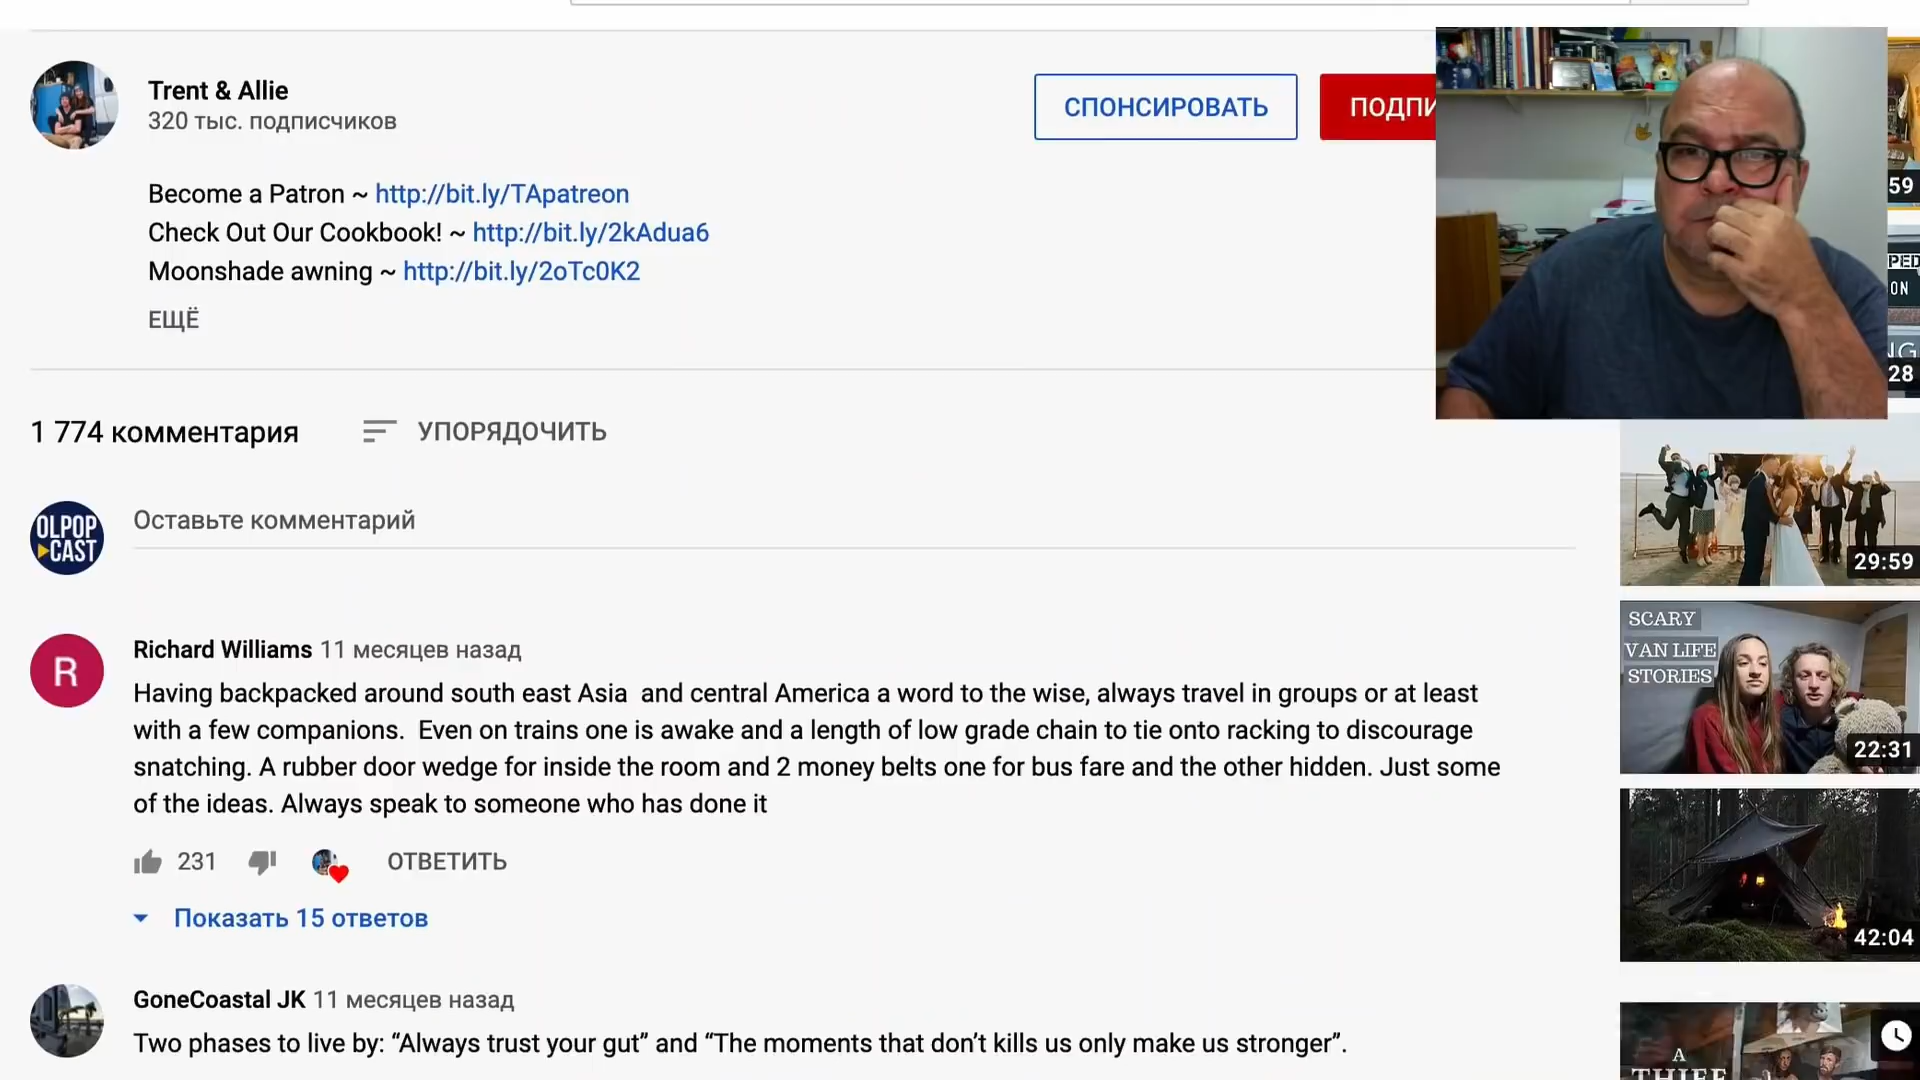 Trent & Allie
320 тыс. подписчиков
СПОНСИРОВАТЬ
Become a Patron ~ http://bit.ly/TApatreon
Check Out Our Cookbook! ~ http://bit.ly/2kAdua6
Moonshade awning ~ http://bit.ly/2oTc0K2
ЕЩЁ
59
ON
28
1 774 комментария
УПОРЯДОЧИТЬ
OLPOP
CAST
Оставьте комментарий
29:59
R
Richard Williams 11 месяцев назад
Having backpacked around south east Asia and central America a word to the wise, always travel in groups or at least
with a few companions. Even on trains one is awake and a length of low grade chain to tie onto racking to discourage
snatching. A rubber door wedge for inside the room and 2 money belts one for bus fare and the other hidden. Just some
of the ideas. Always speak to someone who has done it
231
ОТВЕТИТЬ
Показать 15 ответов
SCARY
VAN LIFE
STORIES
22:31
42:04
GoneCoastal JK 11 месяцев назад
Two phases to live by: “Always trust your gut” and “The moments that don’t kills us only make us stronger”.
A
THIEF